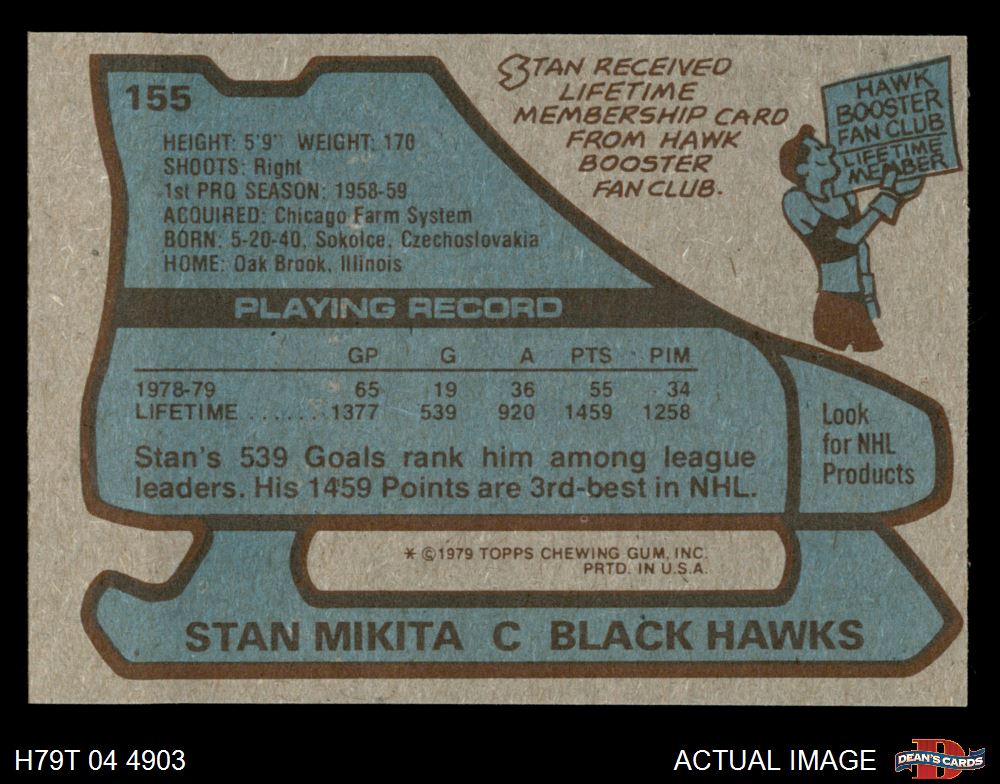 155
HEIGHT: 5'9" WEIGHT: 170
SHOOTS: Right
1st PRO SEASON: 1958-59
ACQUIRED: Chicago Farm System
BORN: 5-20-40, Sokolce, Czechoslovakia
HOME: Oak Brook, Illinois
STAN RECEIVED
LIFETIME
MEMBERSHIP CARD
FROM HAWK
BOOSTER
FAN CLUB.
HAWK
BOOSTER
FAN CLUB
LIFETIME
MEMBER
PLAYING RECORD
GP G A PTS PIM
1978-79 65 19 36 55 34
LIFETIME ....... 1377 539 920 1459 1258
Stan's 539 Goals rank him among league
leaders. His 1459 Points are 3rd-best in NHL.
Look
for NHL
Products
* ©1979 TOPPS CHEWING GUM, INC.
PRTD. IN U.S.A.
STAN MIKITA C BLACK HAWKS
H79T 04 4903
ACTUAL IMAGE
D
DEAN'S CARDS